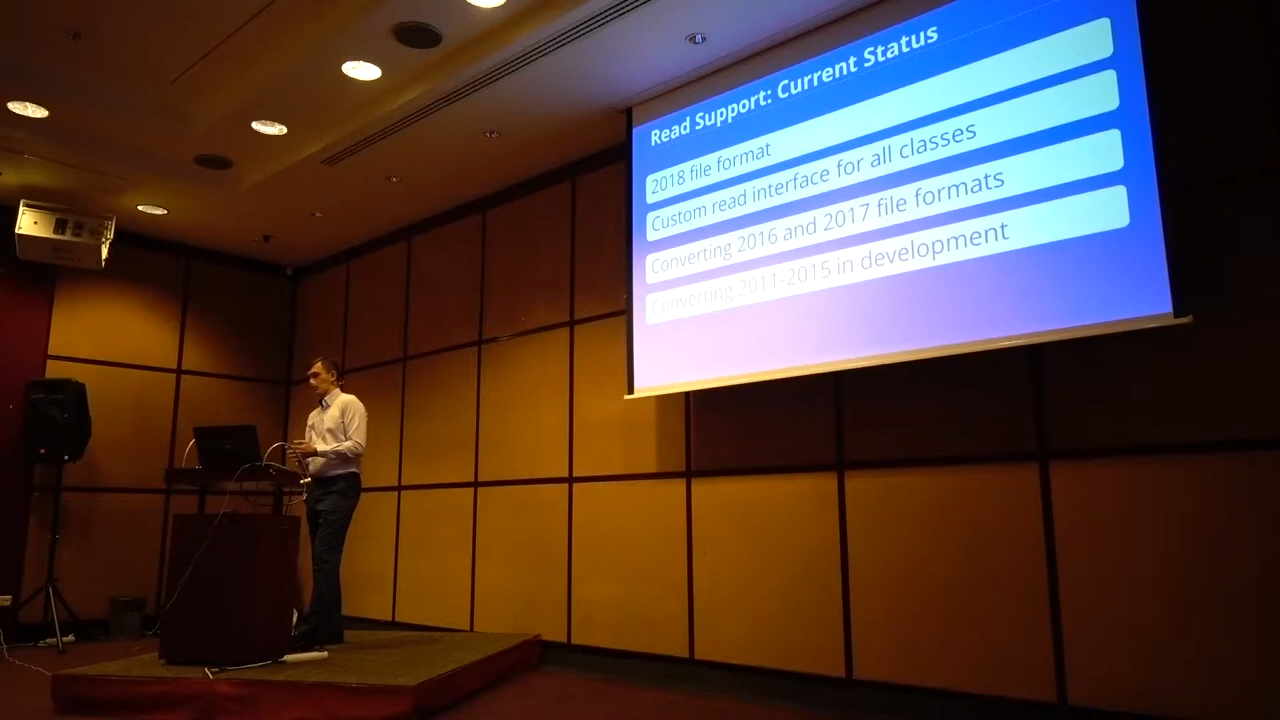 Read Support: Current Status
2018 file format
Custom read interface for all classes
Converting 2016 and 2017 file formats
Converting 2011-2015 in development